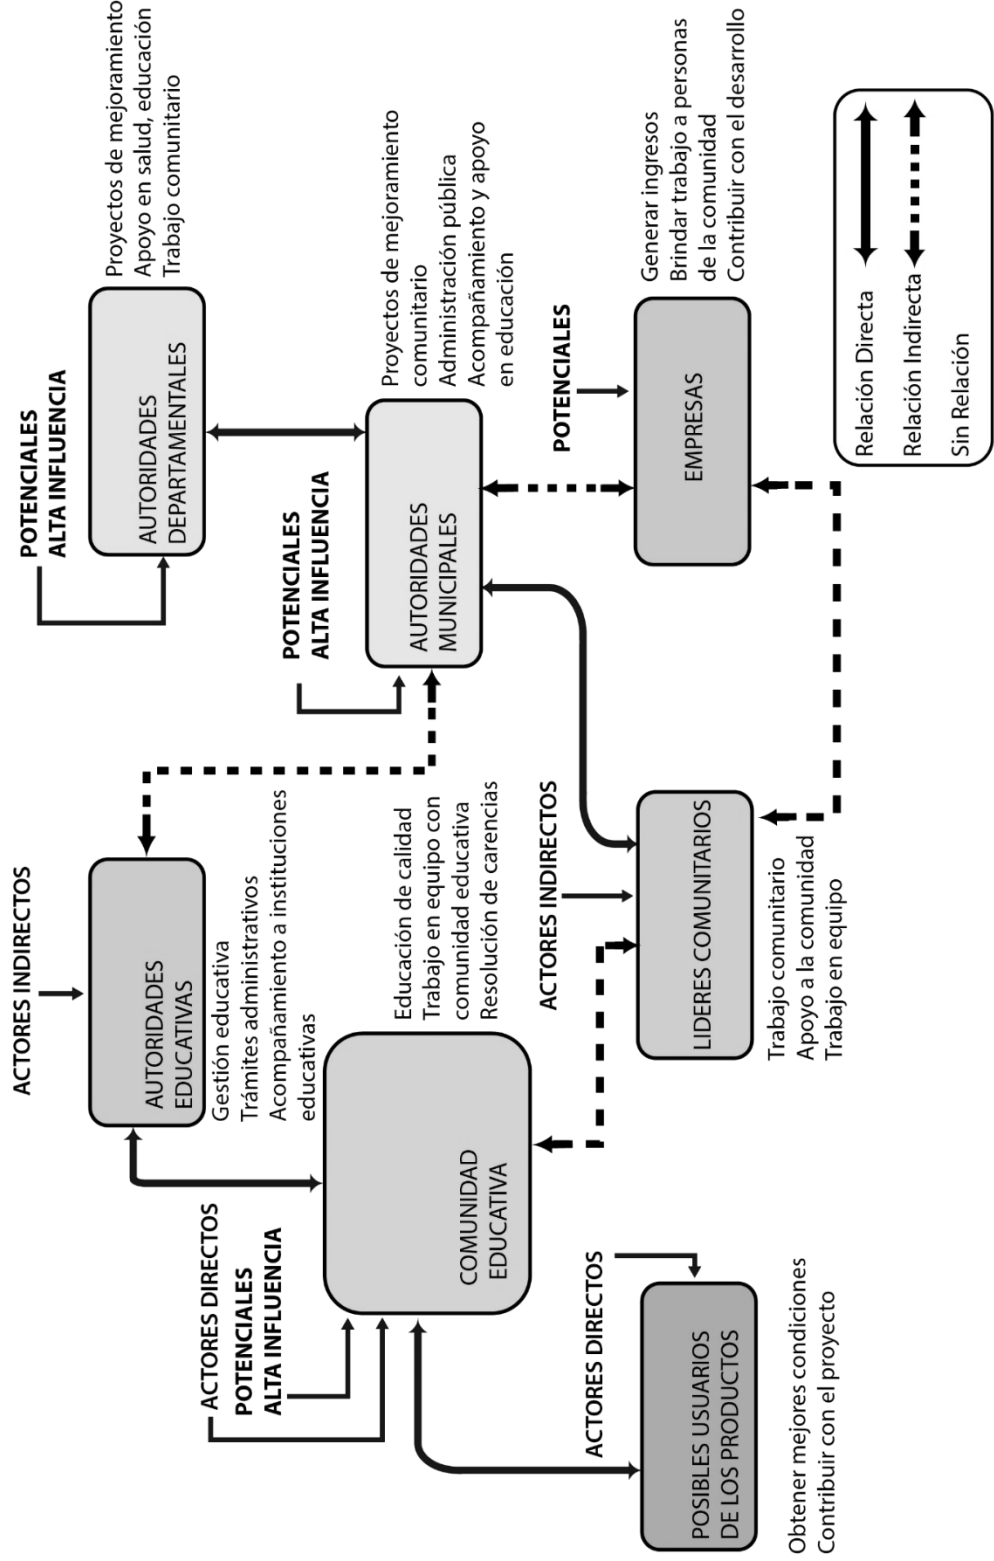 ACTORES INDIRECTOS
AUTORIDADES
EDUCATIVAS
Gestión educativa
Trámites administrativos
Acompañamiento a instituciones
educativas
POTENCIALES
ALTA INFLUENCIA
AUTORIDADES
DEPARTAMENTALES
Proyectos de mejoramiento
Apoyo en salud, educación
Trabajo comunitario
ACTORES DIRECTOS
POTENCIALES
ALTA INFLUENCIA
COMUNIDAD
EDUCATIVA
Educación de calidad
Trabajo en equipo con
comunidad educativa
Resolución de carencias
POTENCIALES
ALTA INFLUENCIA
AUTORIDADES
MUNICIPALES
Proyectos de mejoramiento
comunitario
Administración pública
Acompañamiento y apoyo
en educación
ACTORES DIRECTOS
POSIBLES USUARIOS
DE LOS PRODUCTOS
Obtener mejores condiciones
Contribuir con el proyecto
ACTORES INDIRECTOS
LIDERES COMUNITARIOS
Trabajo comunitario
Apoyo a la comunidad
Trabajo en equipo
POTENCIALES
EMPRESAS
Generar ingresos
Brindar trabajo a personas
de la comunidad
Contribuir con el desarrollo
Relación Directa
Relación Indirecta
Sin Relación